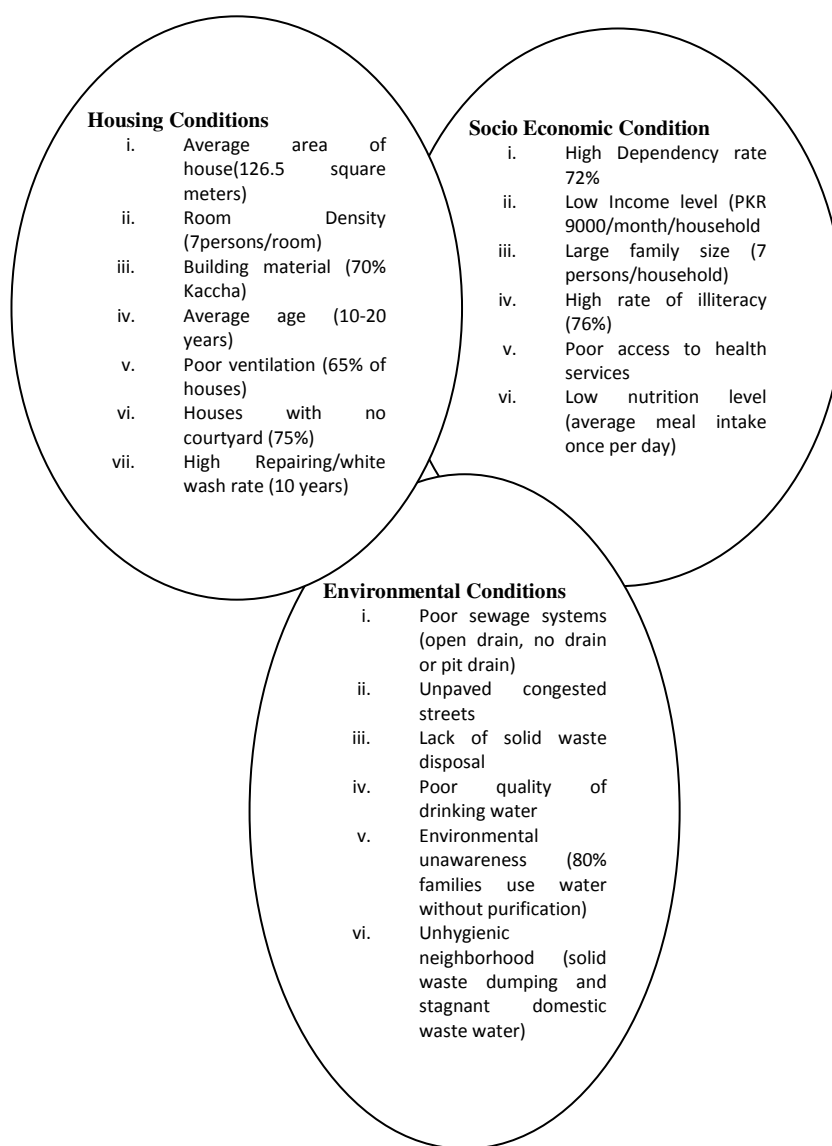 Housing Conditions
i. Average area of
house(126.5 square
meters)
ii. Room Density
(7persons/room)
iii. Building material (70%
Kaccha)
iv. Average age (10-20
years)
v. Poor ventilation (65% of
houses)
vi. Houses with no
courtyard (75%)
vii. High Repairing/white
wash rate (10 years)
Socio Economic Condition
i. High Dependency rate
72%
ii. Low Income level (PKR
9000/month/household
iii. Large family size (7
persons/household)
iv. High rate of illiteracy
(76%)
v. Poor access to health
services
vi. Low nutrition level
(average meal intake
once per day)
Environmental Conditions
i. Poor sewage systems
(open drain, no drain
or pit drain)
ii. Unpaved congested
streets
iii. Lack of solid waste
disposal
iv. Poor quality of
drinking water
v. Environmental
unawareness (80%
families use water
without purification)
vi. Unhygienic
neighborhood (solid
waste dumping and
stagnant domestic
waste water)